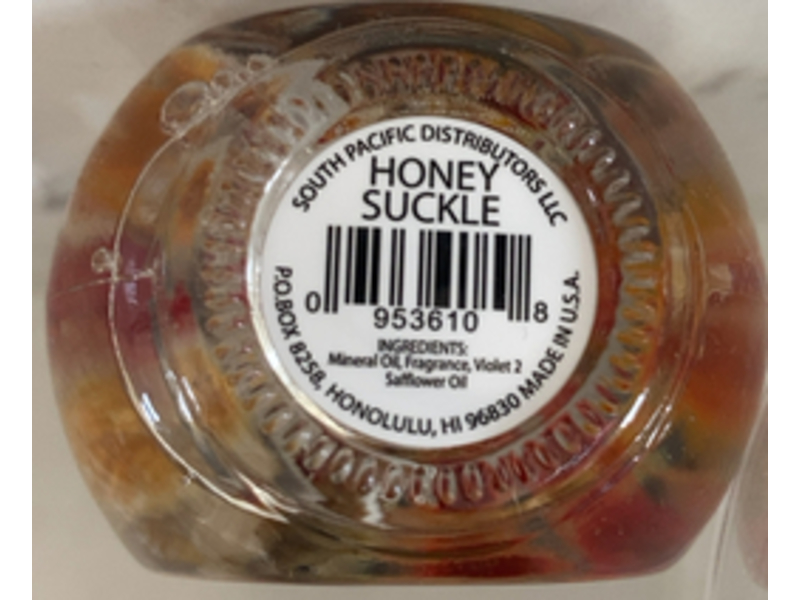 SOUTH PACIFIC DISTRIBUTORS LLC
HONEY
SUCKLE
0 953610 8
INGREDIENTS:
Mineral Oil, Fragrance, Violet 2
Safflower Oil
P.O.BOX 8258, HONOLULU, HI 96830 MADE IN U.S.A.